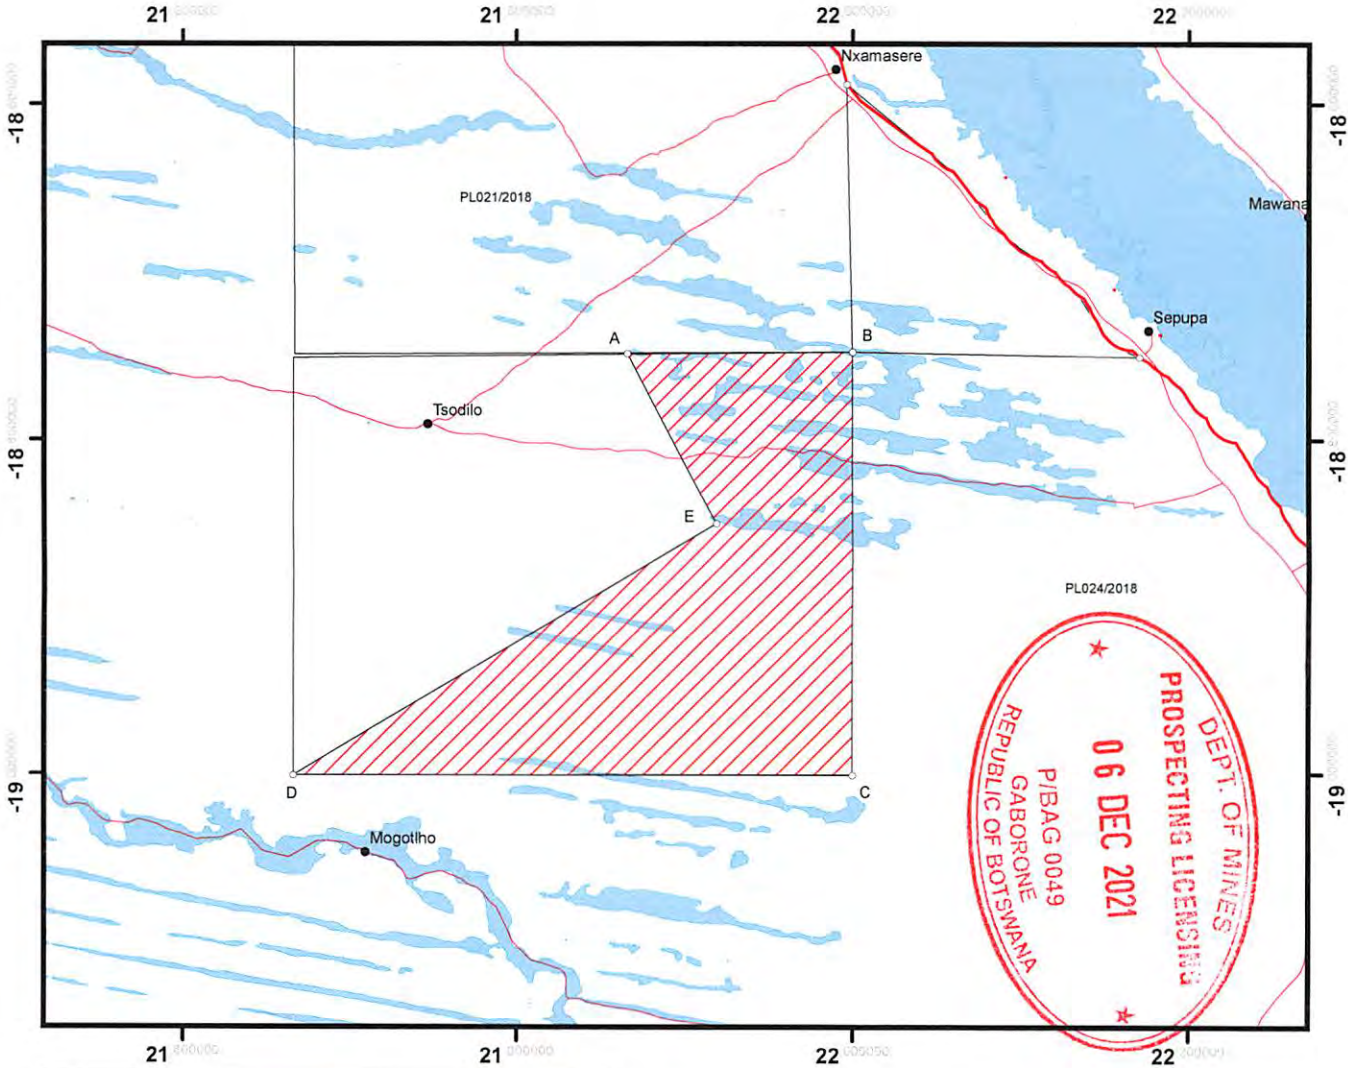 21
21
22
22
-18
-18
Nxamasere
PL021/2018
Mawana
Sepupa
A
B
Tsodilo
-18
-18
E
PL024/2018
DEPT. OF MINES
PROSPECTING LICENSING
06 DEC 2021
P/BAG 0049
GABORONE
REPUBLIC OF BOTSWANA
-19
-19
D
C
Mogotlho
21
21
22
22